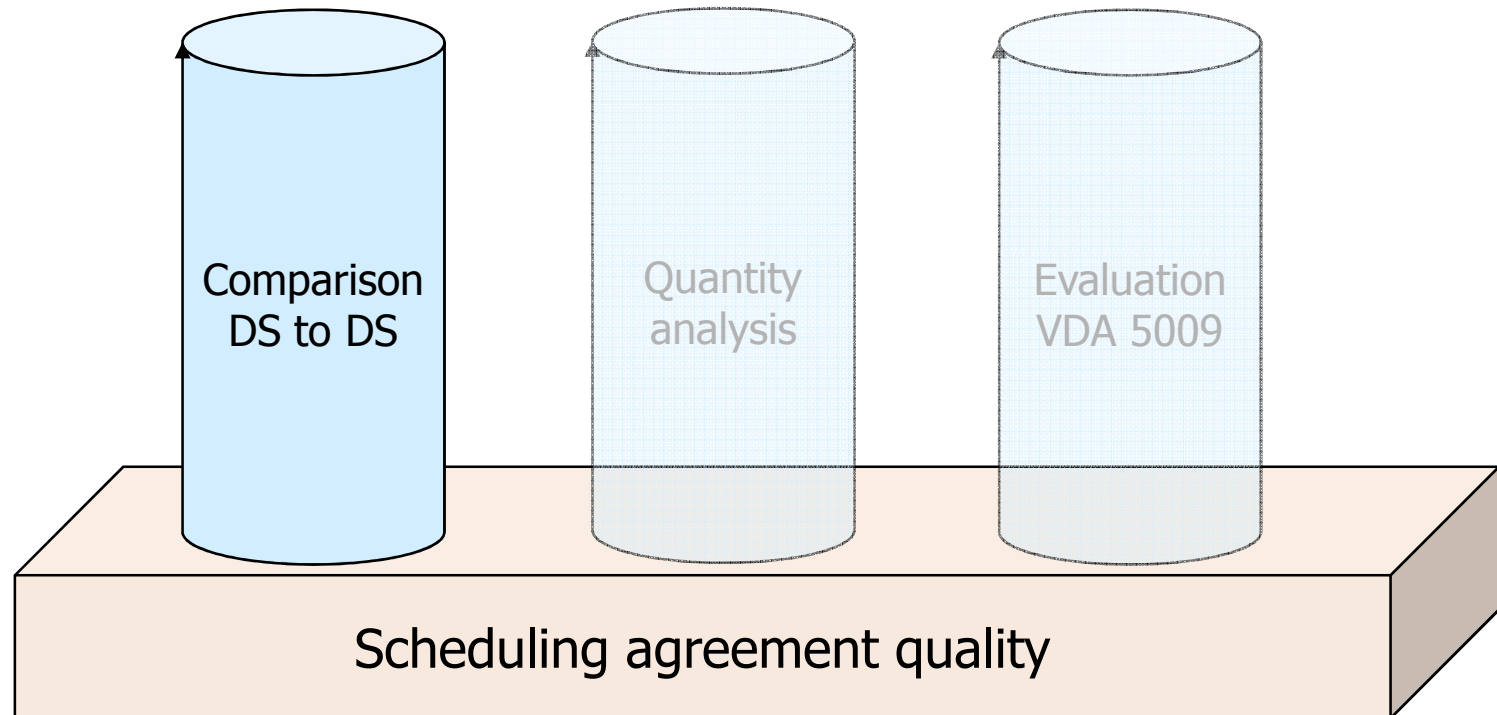 Comparison
DS to DS
Quantity
analysis
Evaluation
VDA 5009
Scheduling agreement quality